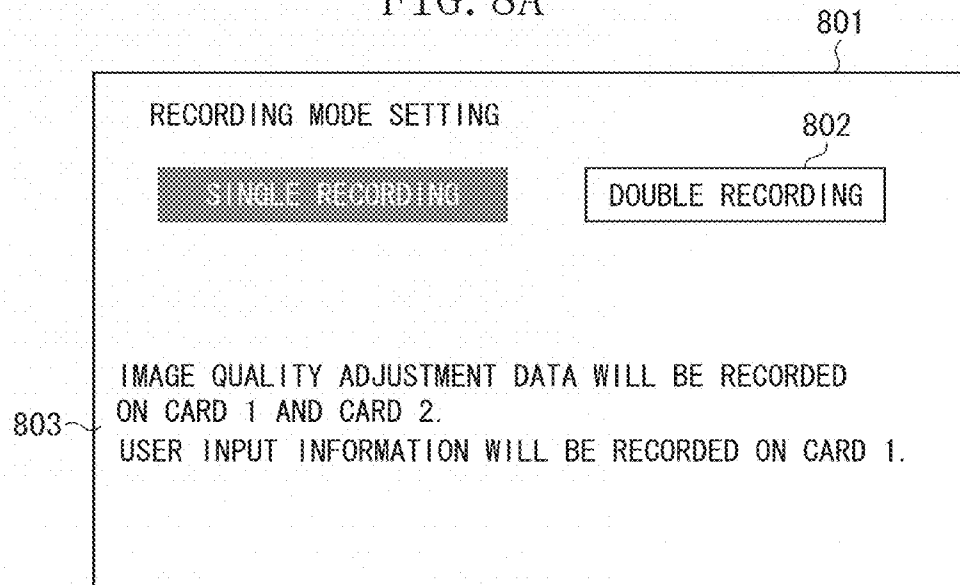 FIG. 8A
801
RECORDING MODE SETTING
802
SINGLE RECORDING
DOUBLE RECORDING
IMAGE QUALITY ADJUSTMENT DATA WILL BE RECORDED
ON CARD 1 AND CARD 2.
803
USER INPUT INFORMATION WILL BE RECORDED ON CARD 1.